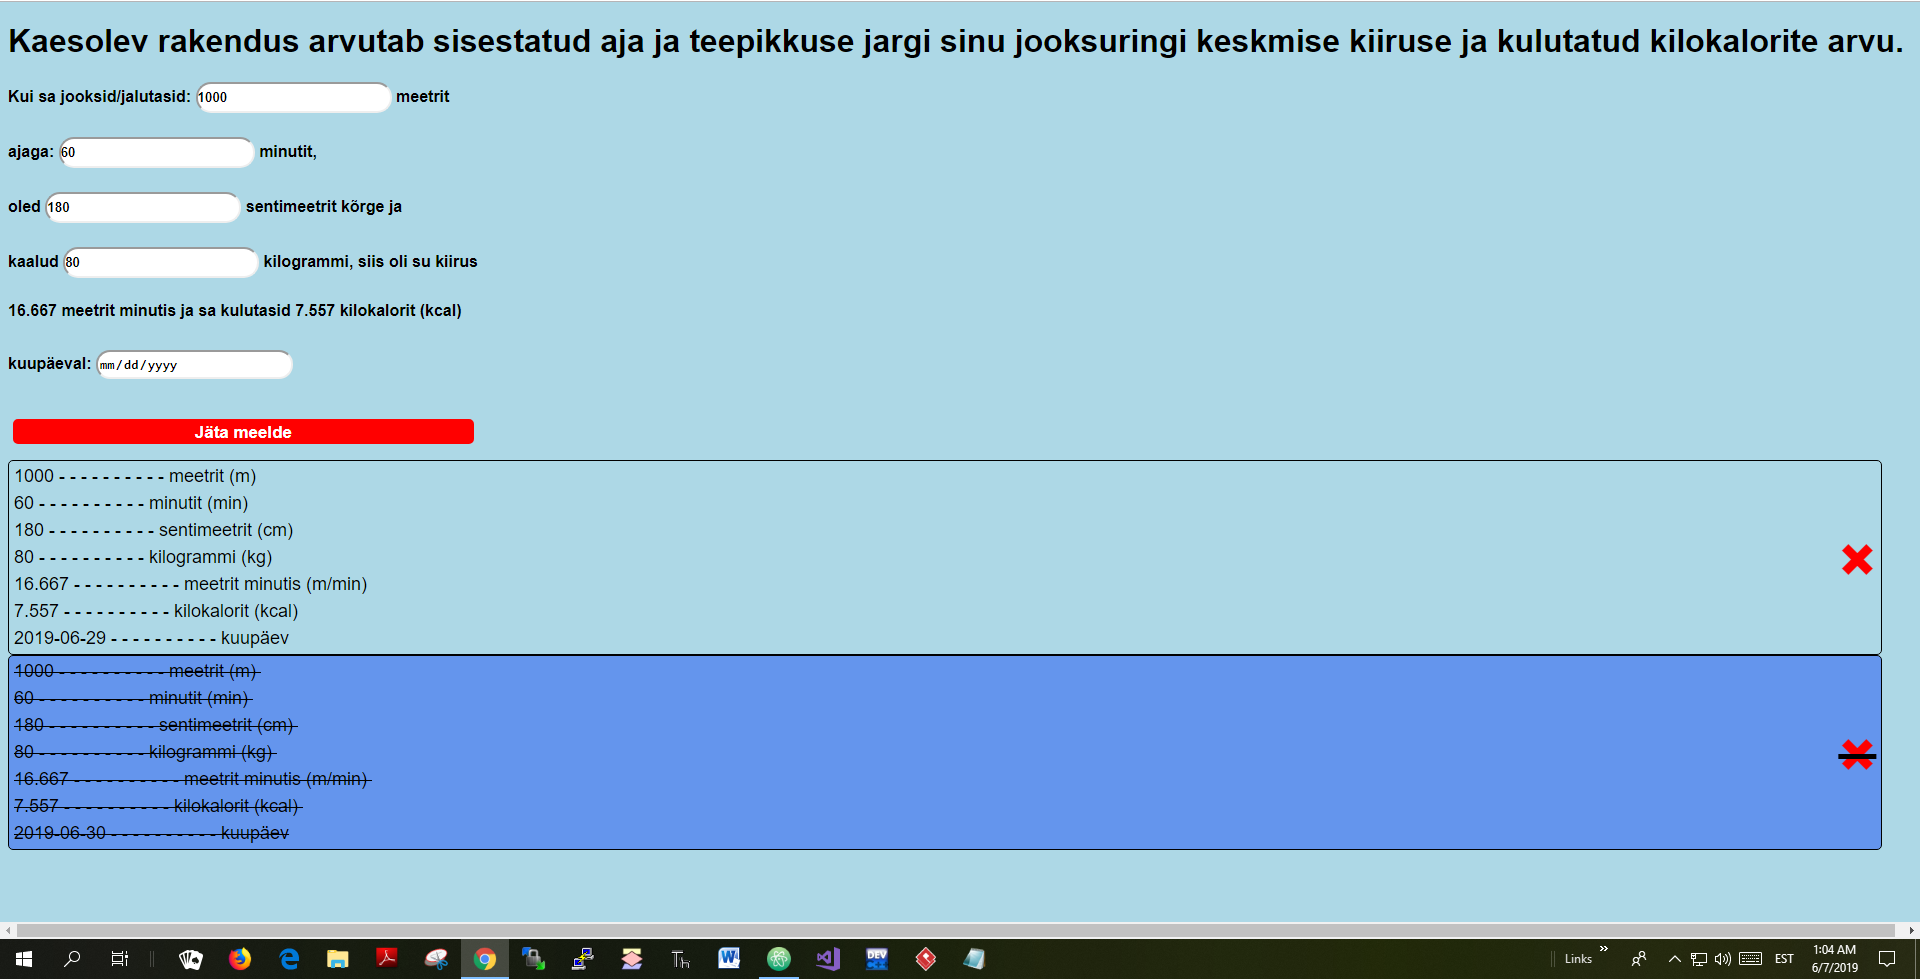 Kaesolev rakendus arvutab sisestatud aja ja teepikkuse jargi sinu jooksuringi keskmise kiiruse ja kulutatud kilokalorite arvu.
Kui sa jooksid/jalutasid: 1000 meetrit
ajaga: 60 minutit,
oled 180 sentimeetrit kõrge ja
kaalud 80 kilogrammi, siis oli su kiirus
16.667 meetrit minutis ja sa kulutasid 7.557 kilokalorit (kcal)
kuupäeval: mm/dd/yyyy
Jäta meelde
1000 - - - - - - - - - - meetrit (m)
60 - - - - - - - - - - minutit (min)
180 - - - - - - - - - - sentimeetrit (cm)
80 - - - - - - - - - - kilogrammi (kg)
16.667 - - - - - - - - - - meetrit minutis (m/min)
7.557 - - - - - - - - - - kilokalorit (kcal)
2019-06-29 - - - - - - - - - - kuupäev
1000 - - - - - - - - - - meetrit (m)
60 - - - - - - - - - - minutit (min)
180 - - - - - - - - - - sentimeetrit (cm)
80 - - - - - - - - - - kilogrammi (kg)
16.667 - - - - - - - - - - meetrit minutis (m/min)
7.557 - - - - - - - - - - kilokalorit (kcal)
2019-06-30 - - - - - - - - - - kuupäev
Th W DEV Links » EST 1:04 AM
6/7/2019